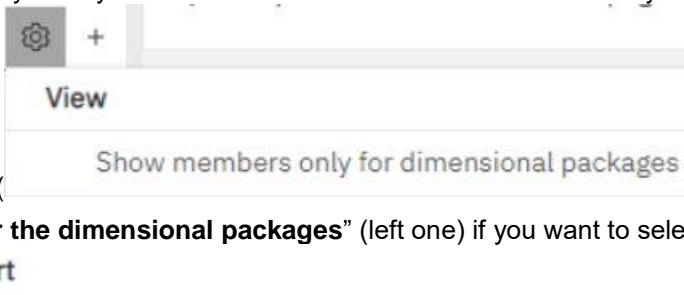 +
View
Show members only for dimensional packages
(
the dimensional packages” (left one) if you want to sele
rt